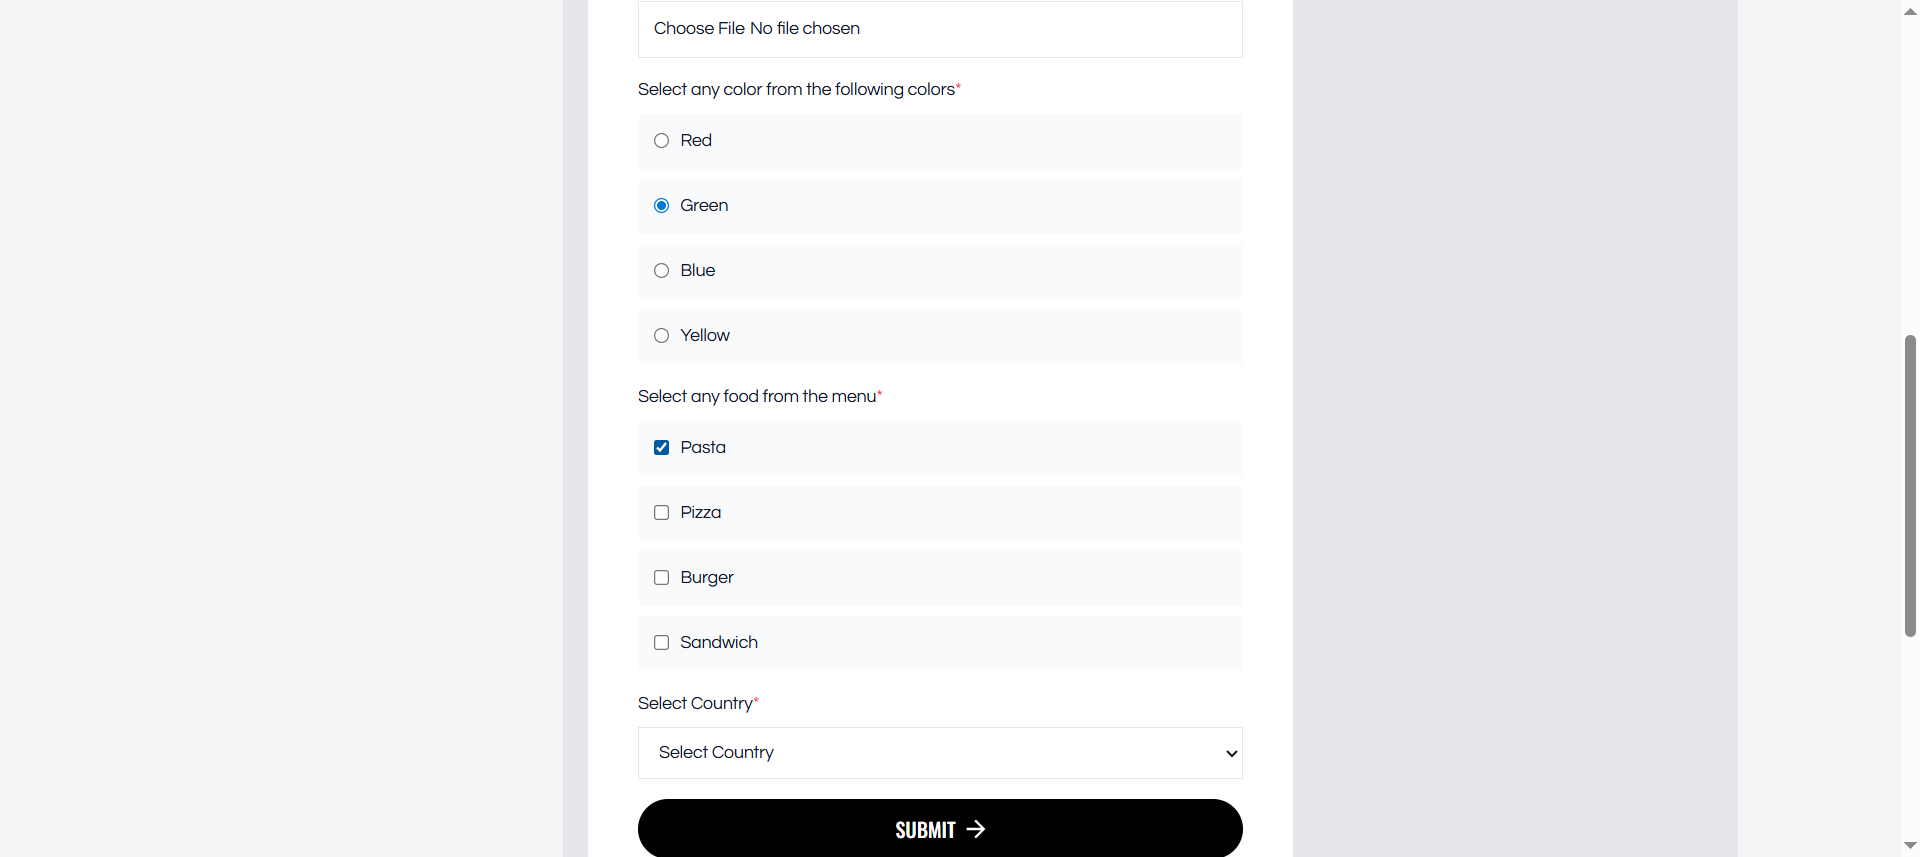 Choose File No file chosen
Select any color from the following colors*
Red
Green
Blue
Yellow
Select any food from the menu*
Pasta
Pizza
Burger
Sandwich
Select Country*
Select Country
SUBMIT →